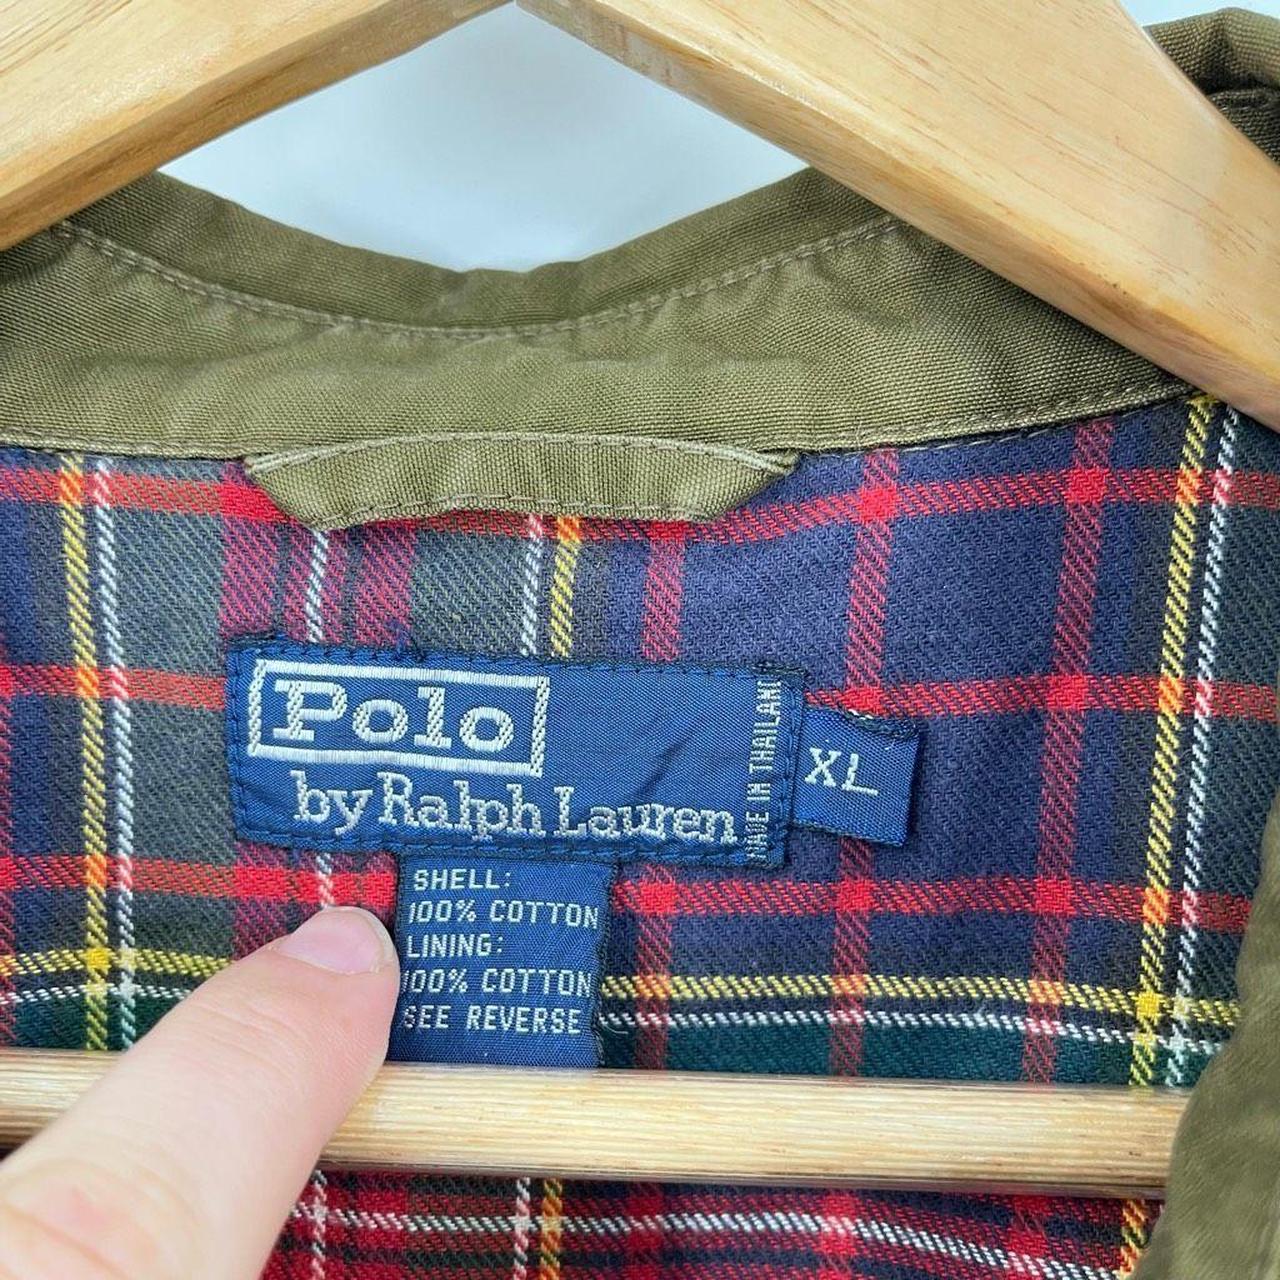 Polo
by Ralph Lauren
MADE IN THAILAND
XL
SHELL:
100% COTTON
LINING:
100% COTTON
SEE REVERSE